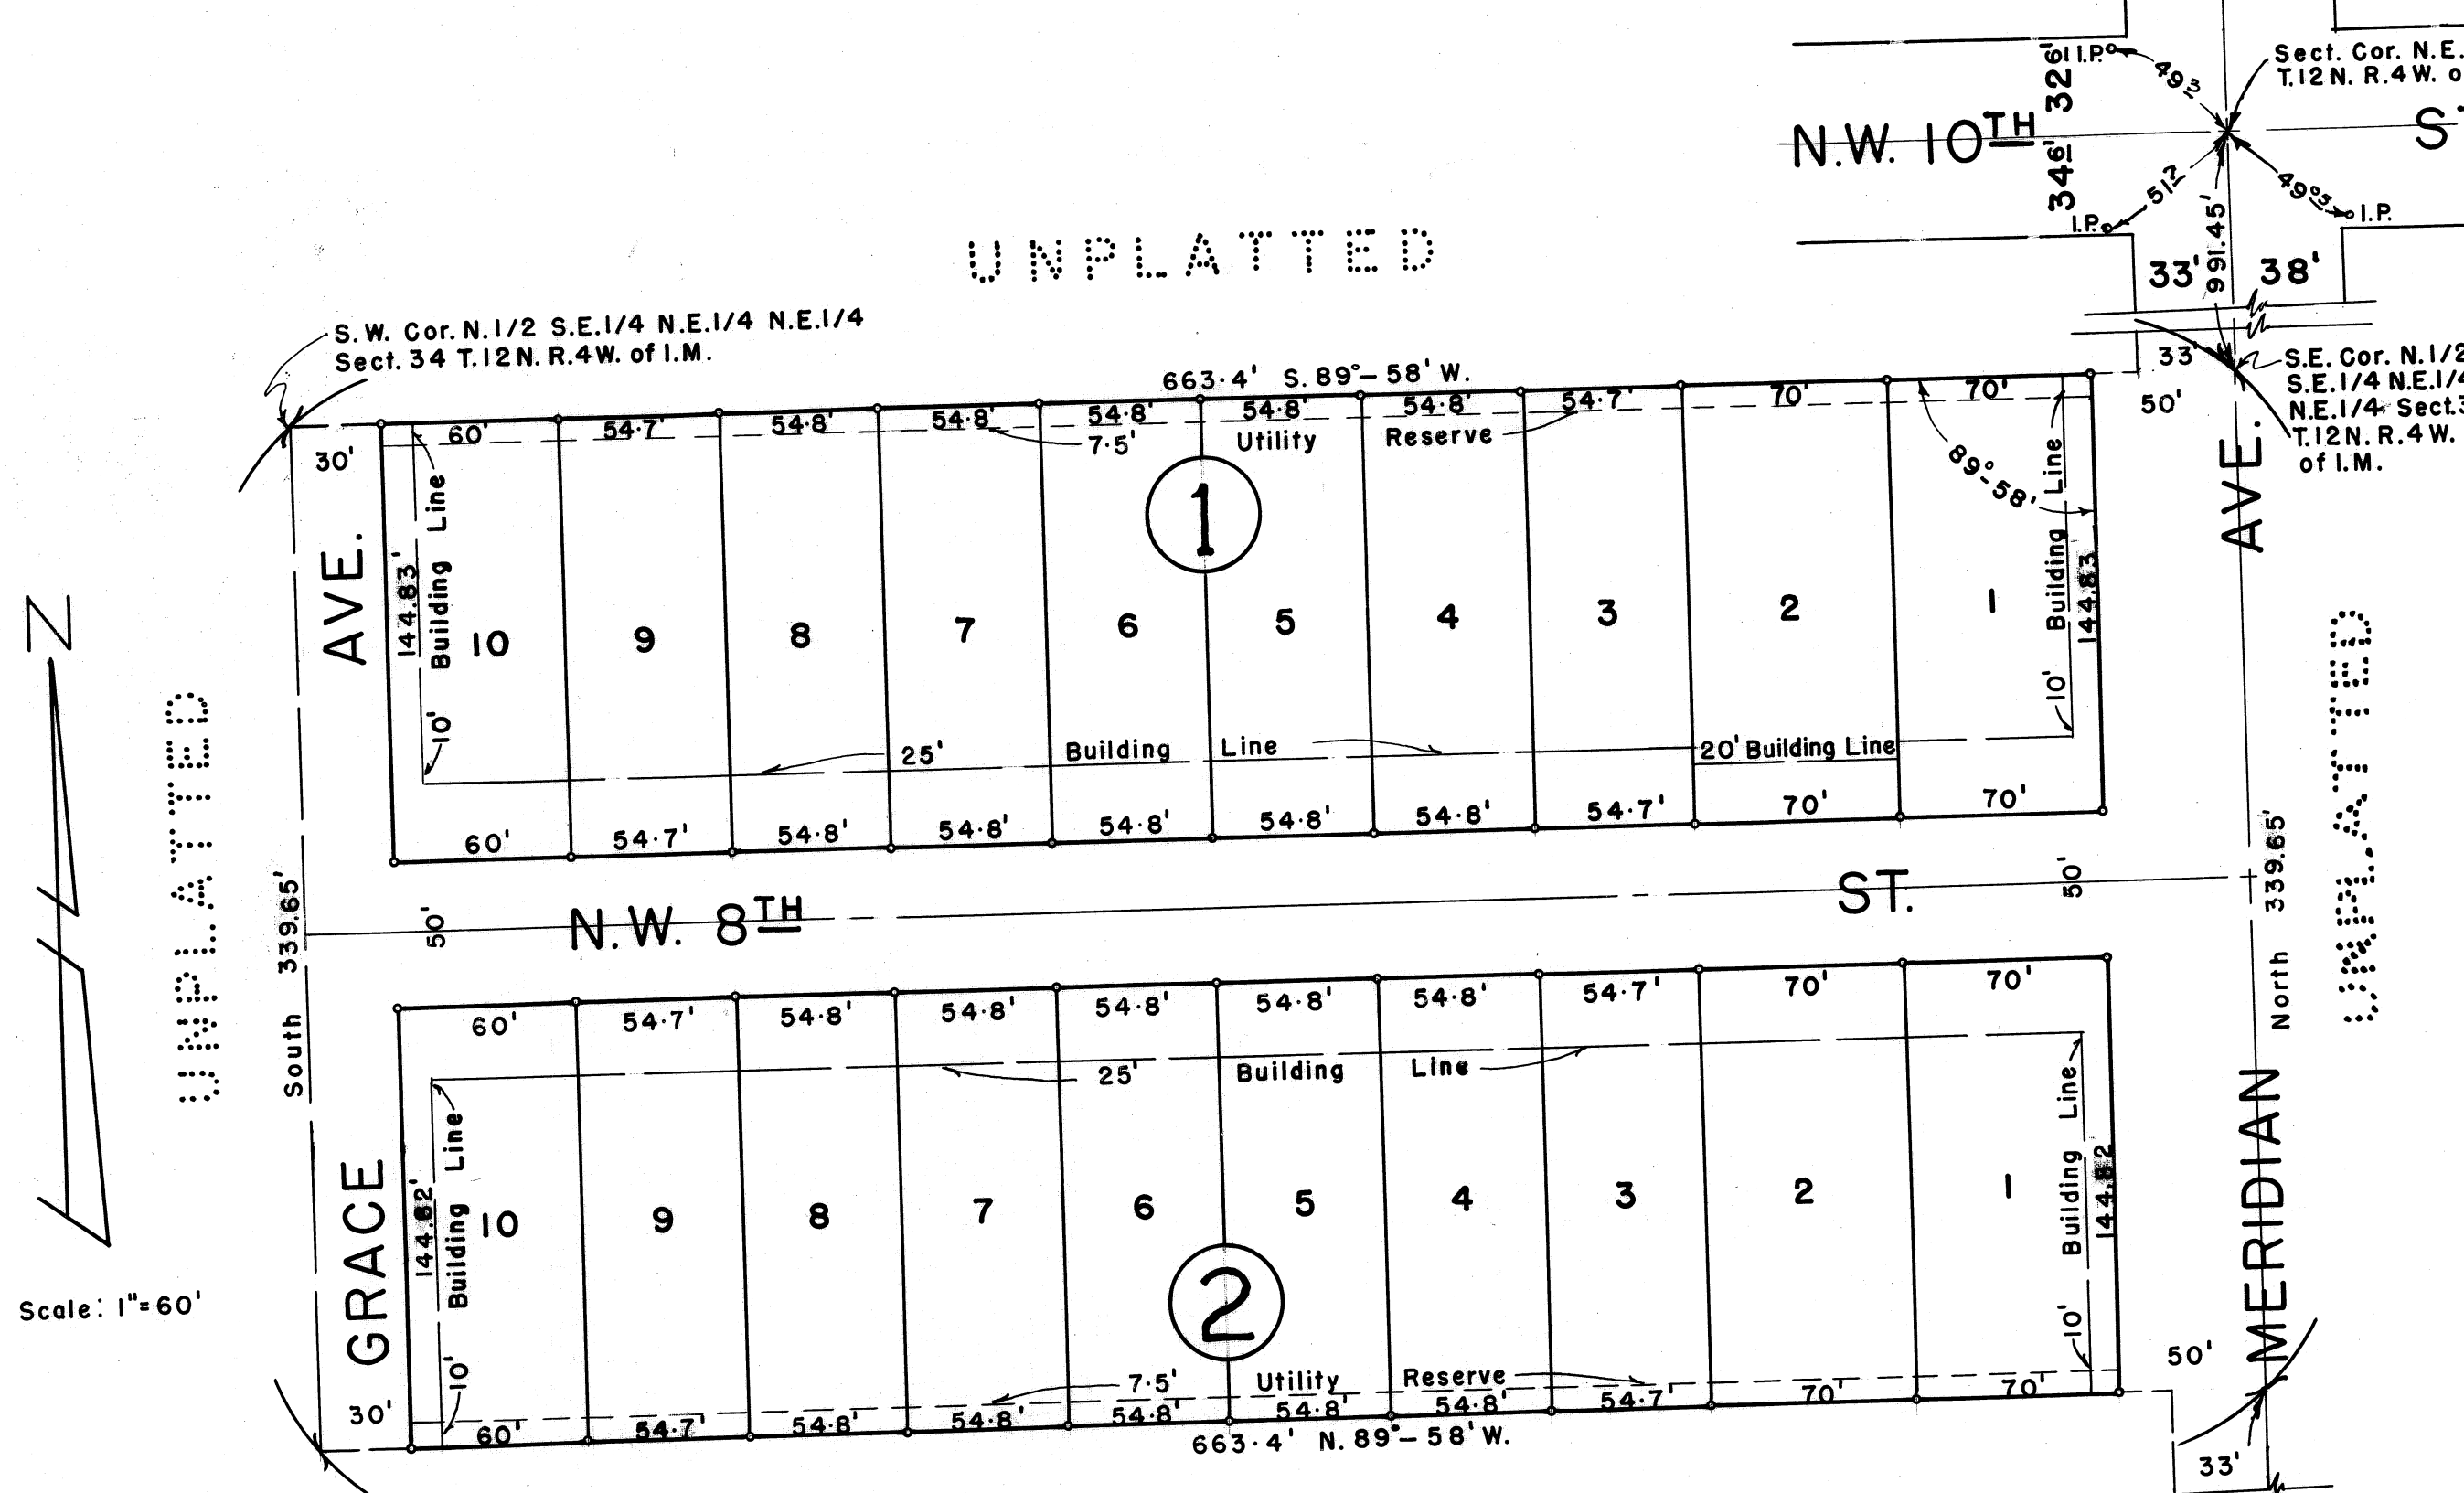 Sect. Cor. N.E.
T.12 N. R.4 W. o
I.P.
49³
326'
N.W. 10TH
S
346'
51⁷
49⁰⁵
I.P.
I.P.
991.45'
33'
38'
UNPLATTED
S.W. Cor. N.1/2 S.E.1/4 N.E.1/4 N.E.1/4
Sect. 34 T.12N. R.4W. of I.M.
33'
S.E. Cor. N.1/2
S.E.1/4 N.E.1/4
N.E.1/4 Sect.3
T.12N. R.4W.
of I.M.
663.4' S. 89°-58' W.
50'
30'
60' 54.7' 54.8' 54.8' 54.8' 54.8' 54.8' 54.7' 70' 70'
7.5' Utility Reserve
89°-58'
1
AVE.
AVE.
144.83'
Building Line
Building Line
144.83
10 9 8 7 6 5 4 3 2 1
10'
10'
25' Building Line
20' Building Line
60' 54.7' 54.8' 54.8' 54.8' 54.8' 54.8' 54.7' 70' 70'
N
UNPLATTED
UNPLATTED
South 339.65'
North 339.65'
50'
N.W. 8TH ST.
50'
60' 54.7' 54.8' 54.8' 54.8' 54.8' 54.8' 54.7' 70' 70'
25' Building Line
GRACE
MERIDIAN
144.82'
Building Line
Building Line
144.82
10 9 8 7 6 5 4 3 2 1
2
Scale: 1"=60'
10'
10'
7.5' Utility Reserve
50'
30'
60' 54.7' 54.8' 54.8' 54.8' 54.8' 54.8' 54.7' 70' 70'
663.4' N. 89°-58' W.
33'